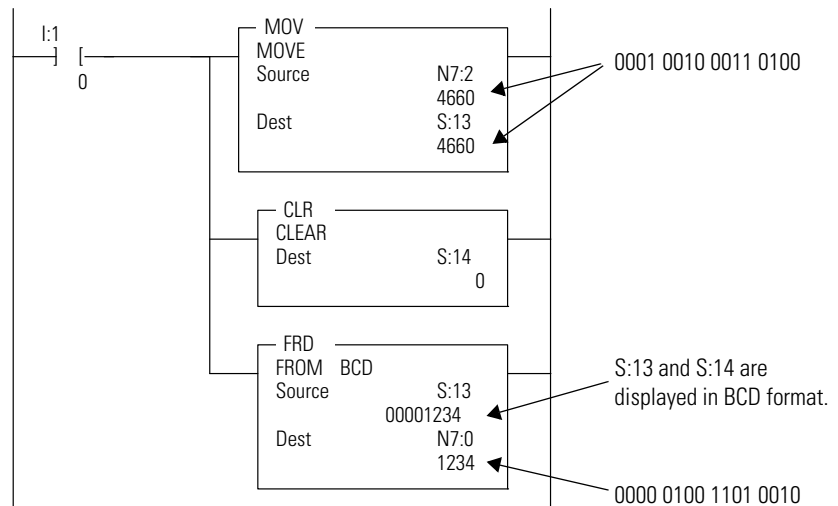 I:1
] [
0
MOV
MOVE
Source N7:2
4660
Dest S:13
4660
0001 0010 0011 0100
CLR
CLEAR
Dest S:14
0
FRD
FROM BCD
Source S:13
00001234
Dest N7:0
1234
S:13 and S:14 are
displayed in BCD format.
0000 0100 1101 0010